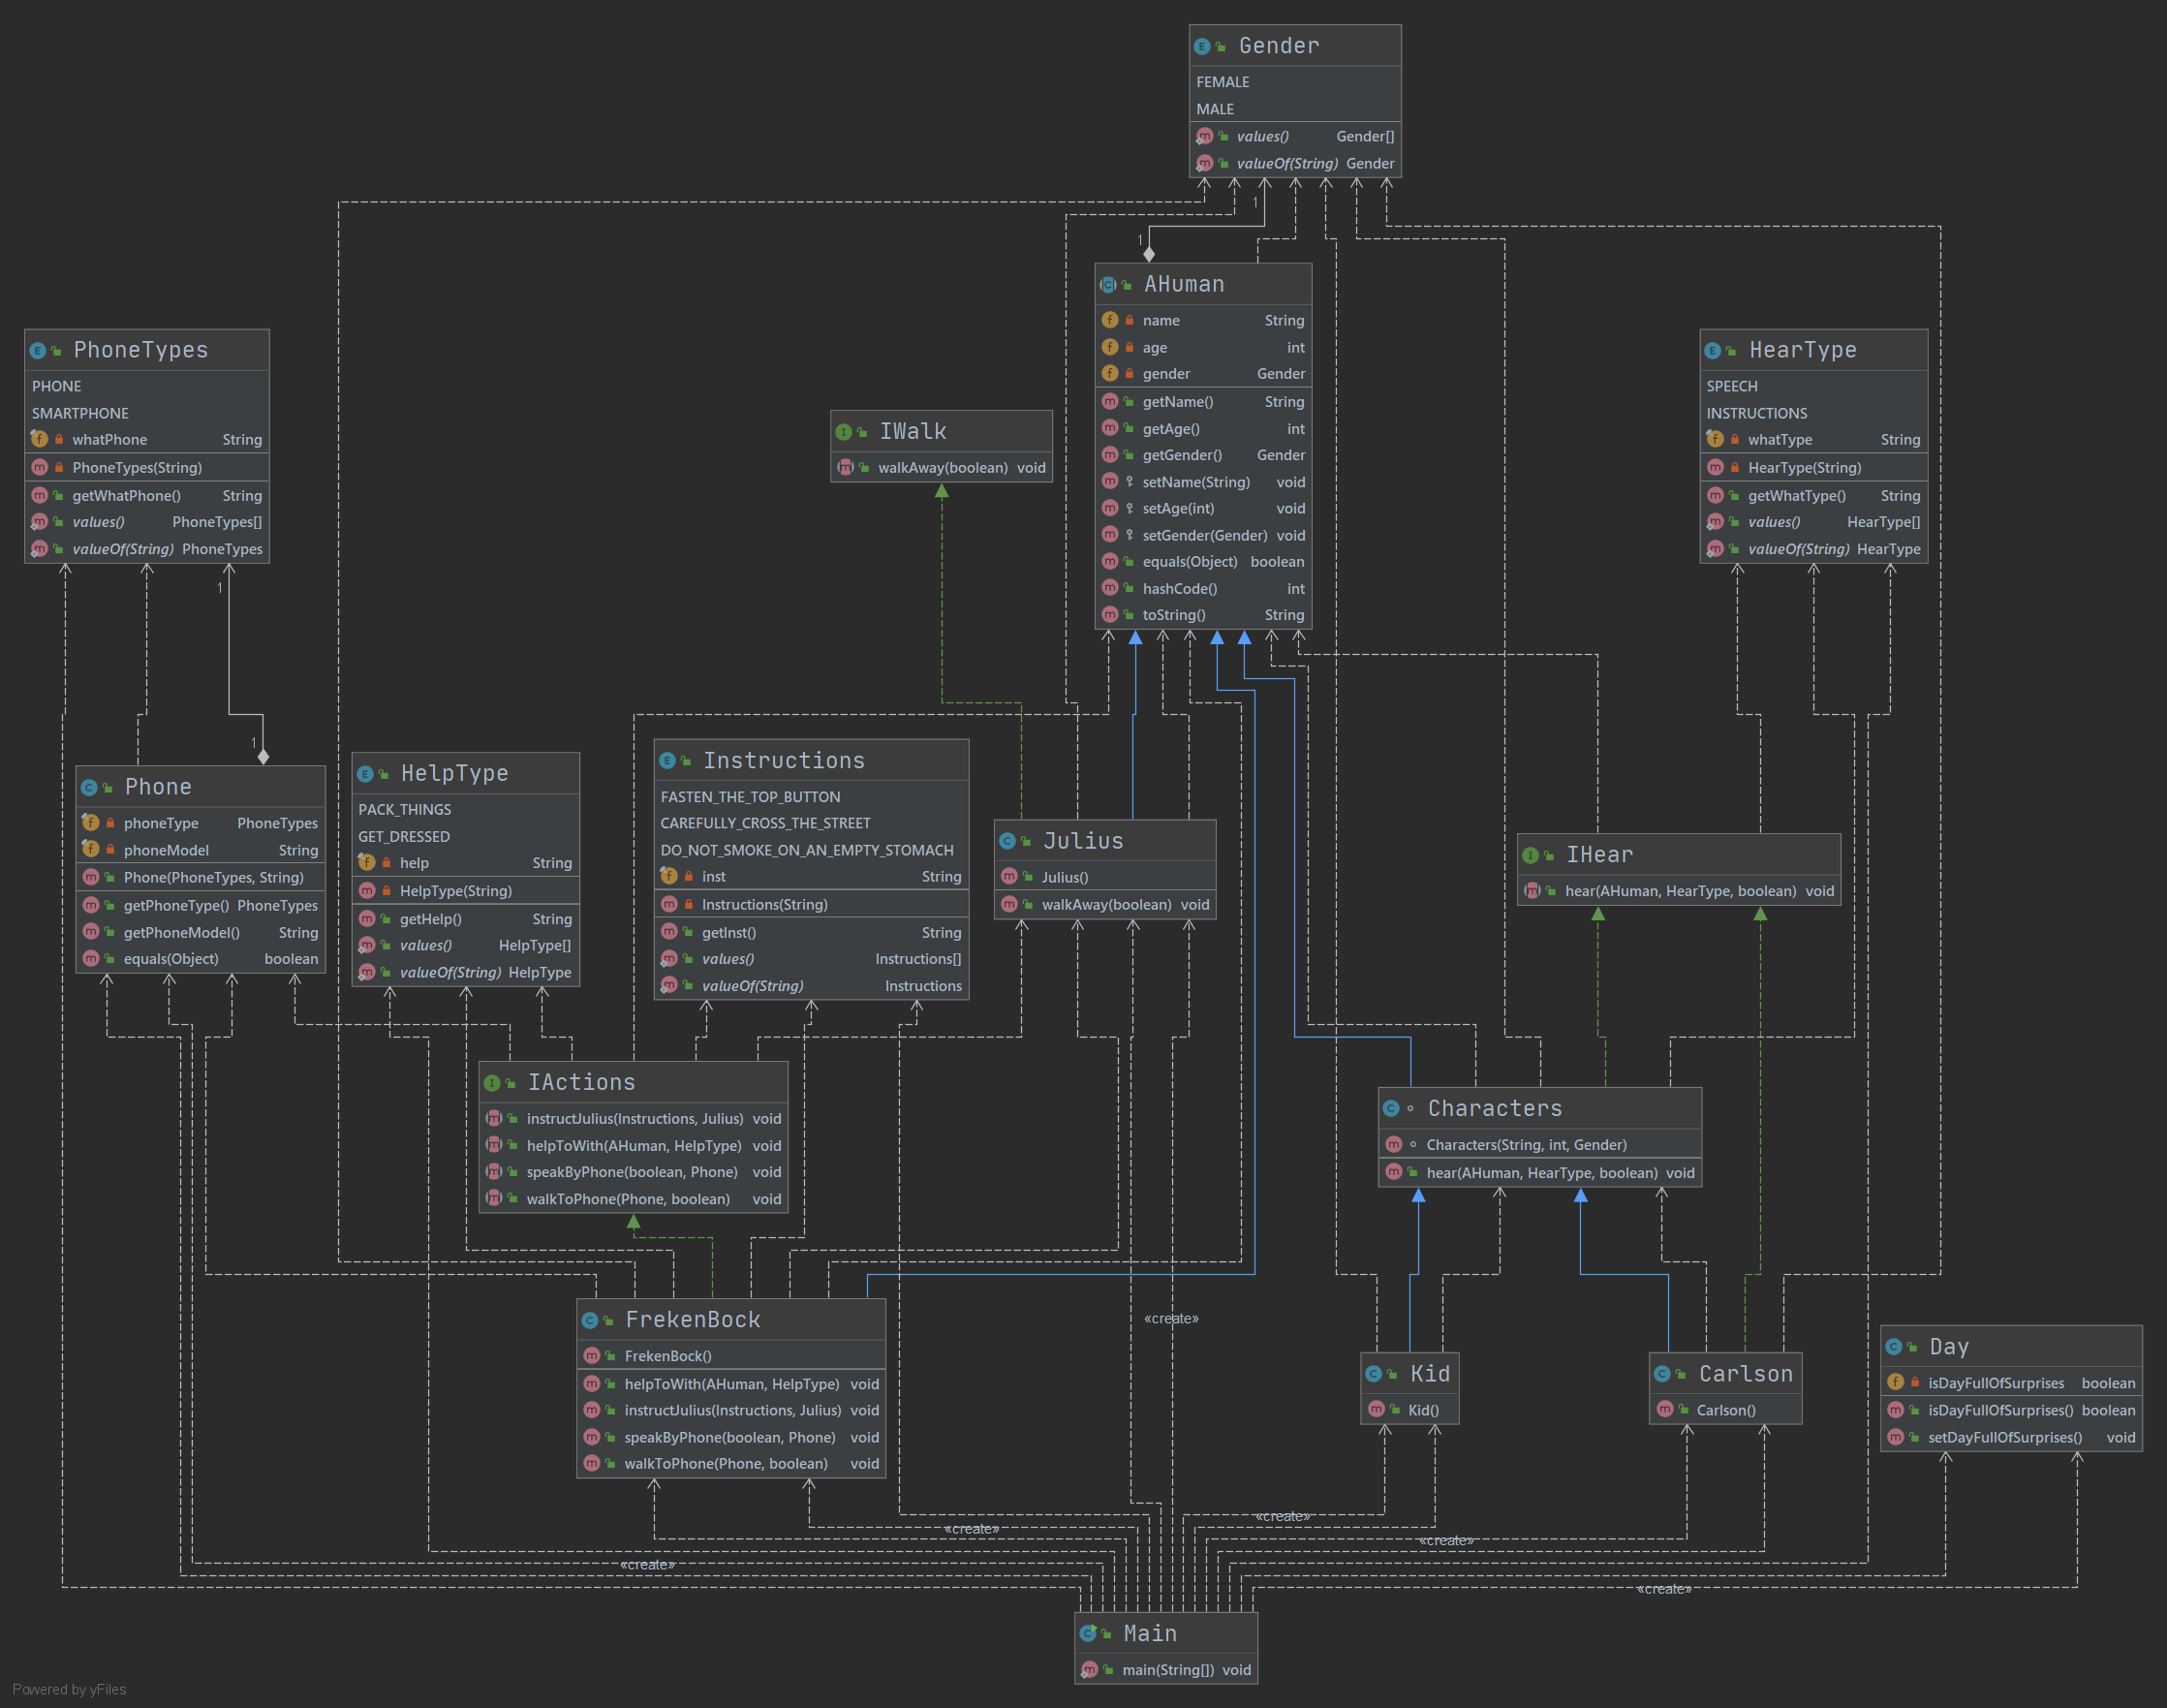 Gender
FEMALE
MALE
values() Gender[]
valueOf(String) Gender
1
1
AHuman
name String
age int
gender Gender
getName() String
getAge() int
getGender() Gender
setName(String) void
setAge(int) void
setGender(Gender) void
equals(Object) boolean
hashCode() int
toString() String
PhoneTypes
PHONE
SMARTPHONE
whatPhone String
PhoneTypes(String)
getWhatPhone() String
values() PhoneTypes[]
valueOf(String) PhoneTypes
1
1
IWalk
walkAway(boolean) void
HearType
SPEECH
INSTRUCTIONS
whatType String
HearType(String)
getWhatType() String
values() HearType[]
valueOf(String) HearType
Phone
phoneType PhoneTypes
phoneModel String
Phone(PhoneTypes, String)
getPhoneType() PhoneTypes
getPhoneModel() String
equals(Object) boolean
HelpType
PACK_THINGS
GET_DRESSED
help String
HelpType(String)
getHelp() String
values() HelpType[]
valueOf(String) HelpType
Instructions
FASTEN_THE_TOP_BUTTON
CAREFULLY_CROSS_THE_STREET
DO_NOT_SMOKE_ON_AN_EMPTY_STOMACH
inst String
Instructions(String)
getInst() String
values() Instructions[]
valueOf(String) Instructions
Julius
Julius()
walkAway(boolean) void
IHear
hear(AHuman, HearType, boolean) void
IActions
instructJulius(Instructions, Julius) void
helpToWith(AHuman, HelpType) void
speakByPhone(boolean, Phone) void
walkToPhone(Phone, boolean) void
Characters
Characters(String, int, Gender)
hear(AHuman, HearType, boolean) void
FrekenBock
FrekenBock()
helpToWith(AHuman, HelpType) void
instructJulius(Instructions, Julius) void
speakByPhone(boolean, Phone) void
walkToPhone(Phone, boolean) void
«create»
Kid
Kid()
Carlson
Carlson()
Day
isDayFullOfSurprises boolean
isDayFullOfSurprises() boolean
setDayFullOfSurprises() void
«create»
«create»
«create»
«create»
«create»
Main
main(String[]) void
Powered by yFiles